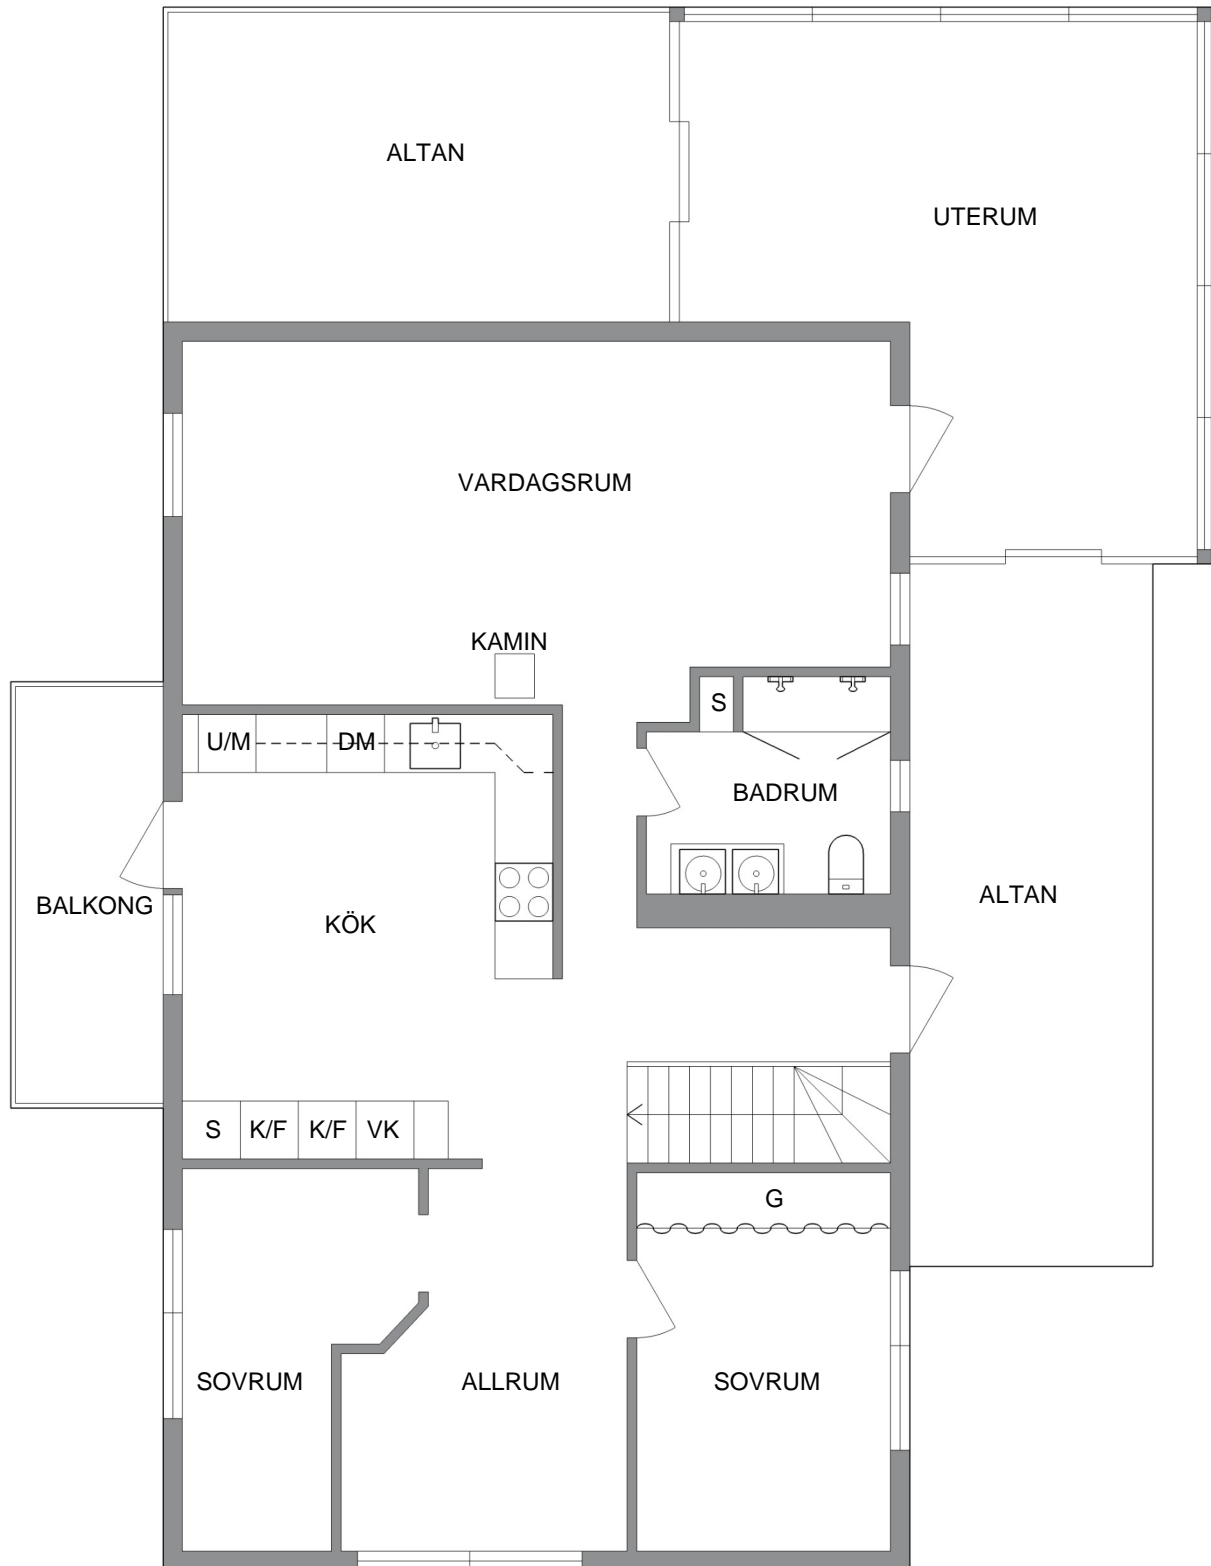 ALTAN
UTERUM
VARDAGSRUM
KAMIN
S
U/M
DM
BADRUM
BALKONG
KÖK
ALTAN
S
K/F
K/F
VK
G
SOVRUM
ALLRUM
SOVRUM